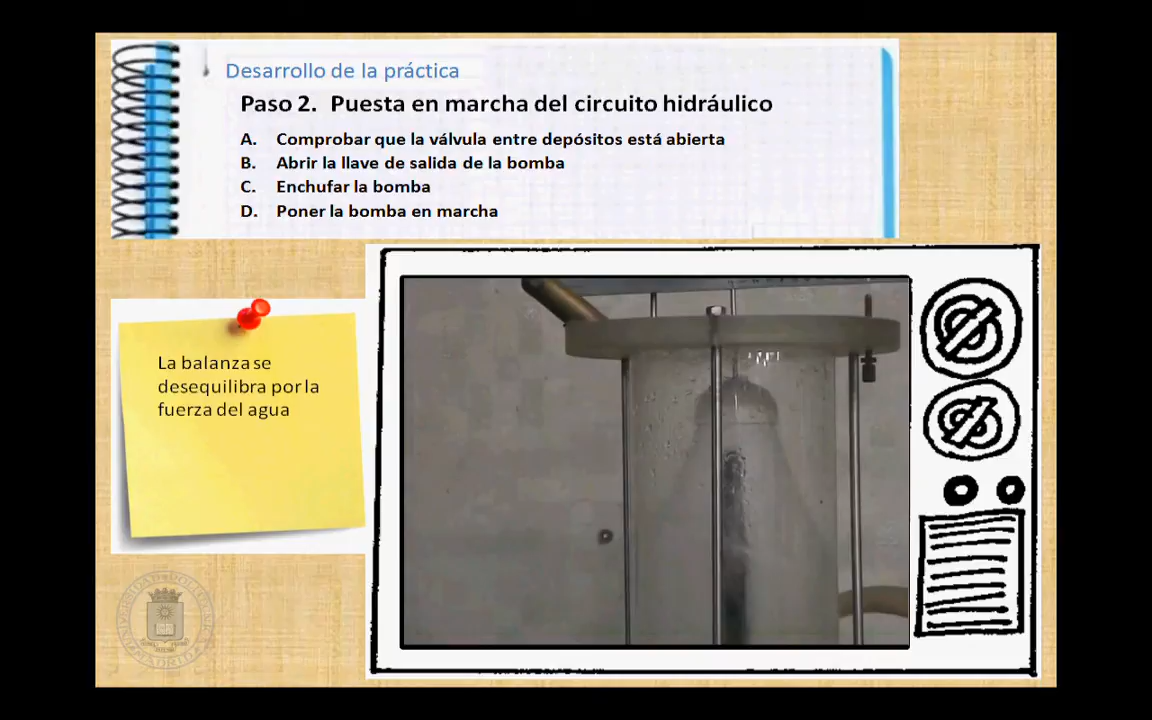 Desarrollo de la práctica
Paso 2. Puesta en marcha del circuito hidráulico
A. Comprobar que la válvula entre depósitos está abierta
B. Abrir la llave de salida de la bomba
C. Enchufar la bomba
D. Poner la bomba en marcha
La balanza se
desequilibra por la
fuerza del agua